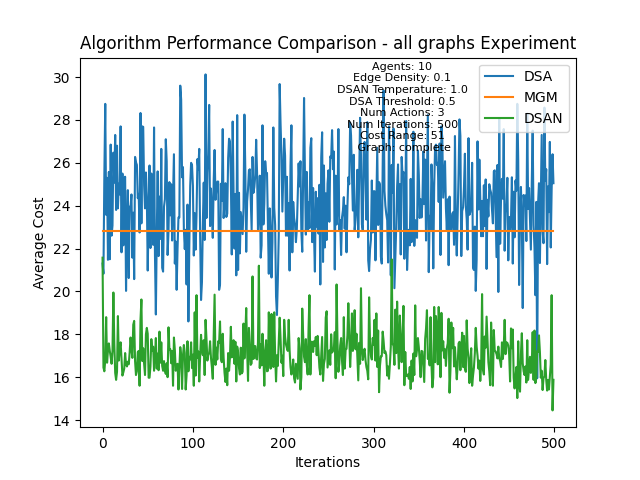 Algorithm Performance Comparison - all graphs Experiment
Agents: 10
Edge Density: 0.1
DSAN Temperature: 1.0
DSA Threshold: 0.5
Num Actions: 3
Num Iterations: 500
Cost Range: 51
Graph: complete
DSA
MGM
DSAN
Average Cost
30
28
26
24
22
20
18
16
14
0
100
200
300
400
500
Iterations